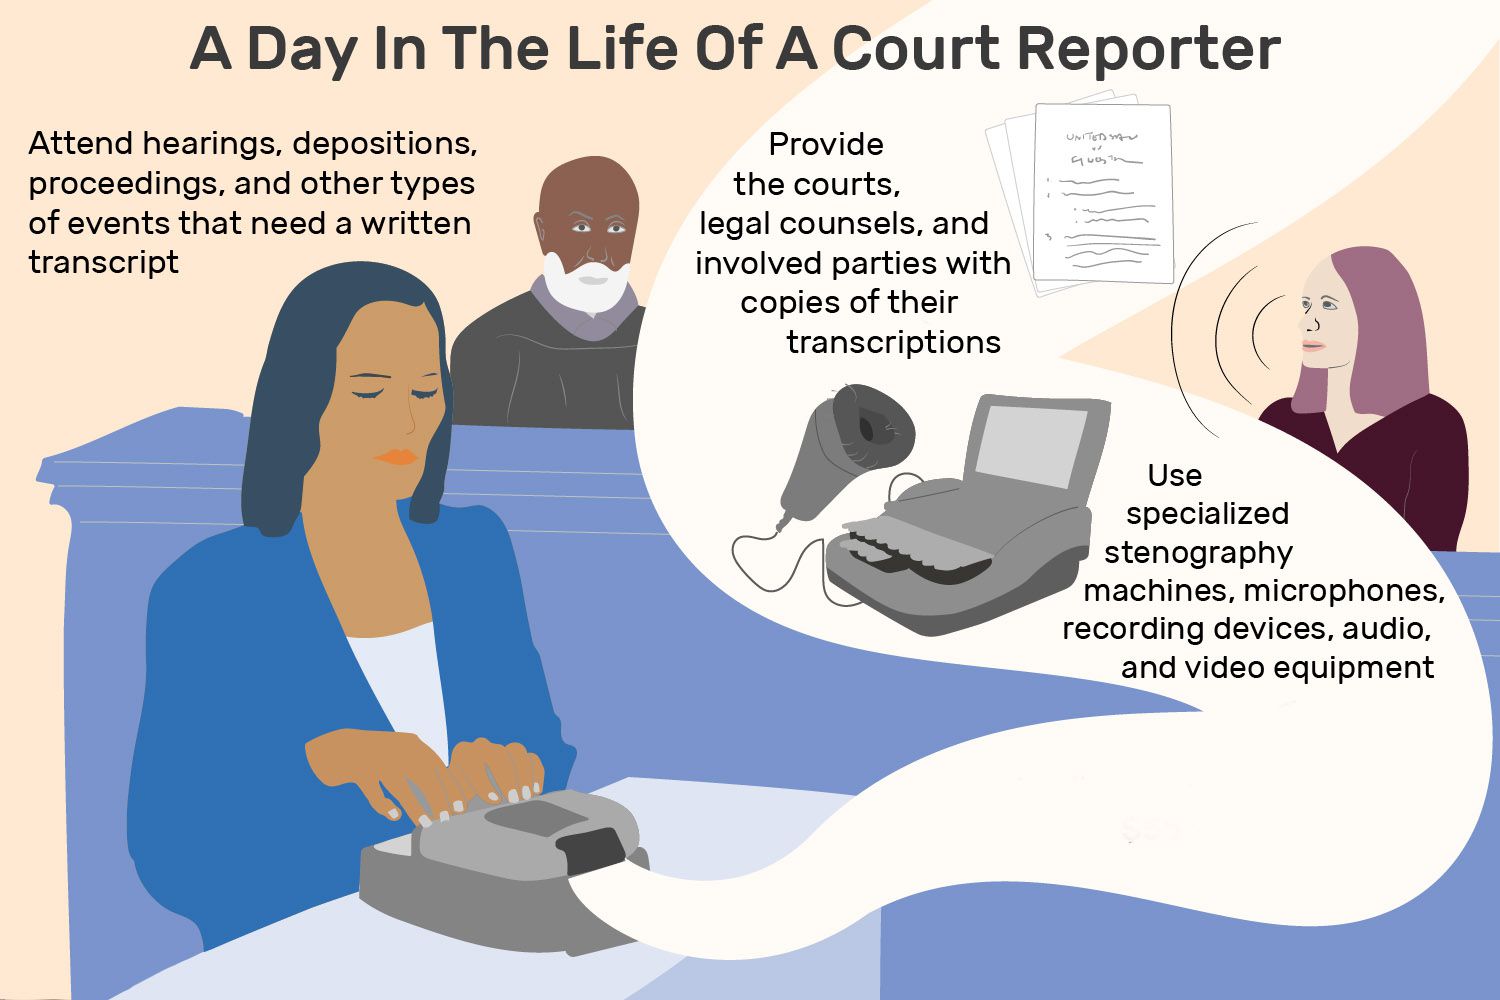 A Day In The Life Of A Court Reporter
Attend hearings, depositions,
proceedings, and other types
of events that need a written
transcript
Provide
the courts,
legal counsels, and
involved parties with
copies of their
transcriptions
Use
specialized
stenography
machines, microphones,
recording devices, audio,
and video equipment